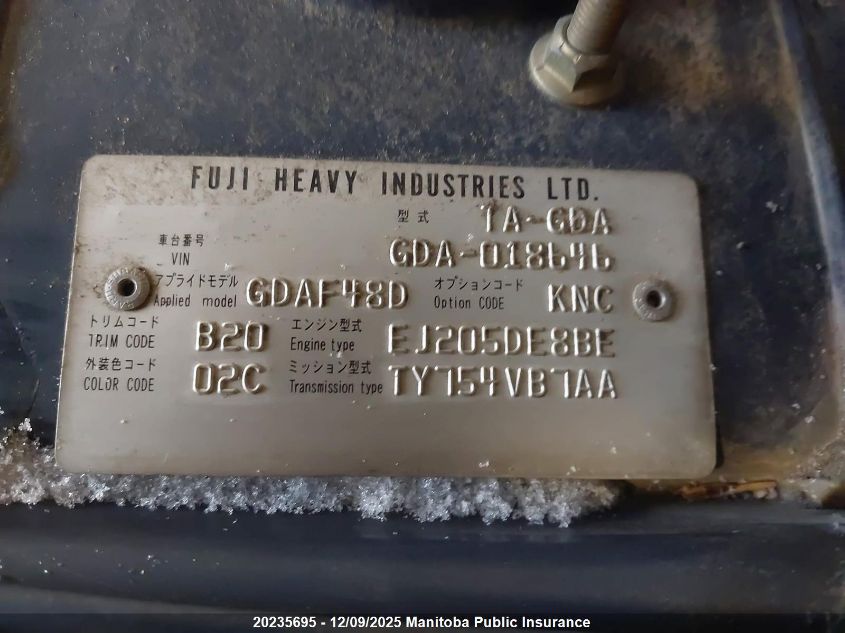 FUJI HEAVY INDUSTRIES LTD.
型式 TA-GDA
車台番号 VIN GDA-018646
アプライドモデル Applied model GDAF48D オプションコード Option CODE KNC
トリムコード TRIM CODE B20 エンジン型式 Engine type EJ205DE8BE
外装色コード COLOR CODE 02C ミッション型式 Transmission type TY754VB7AA
20235695 - 12/09/2025 Manitoba Public Insurance